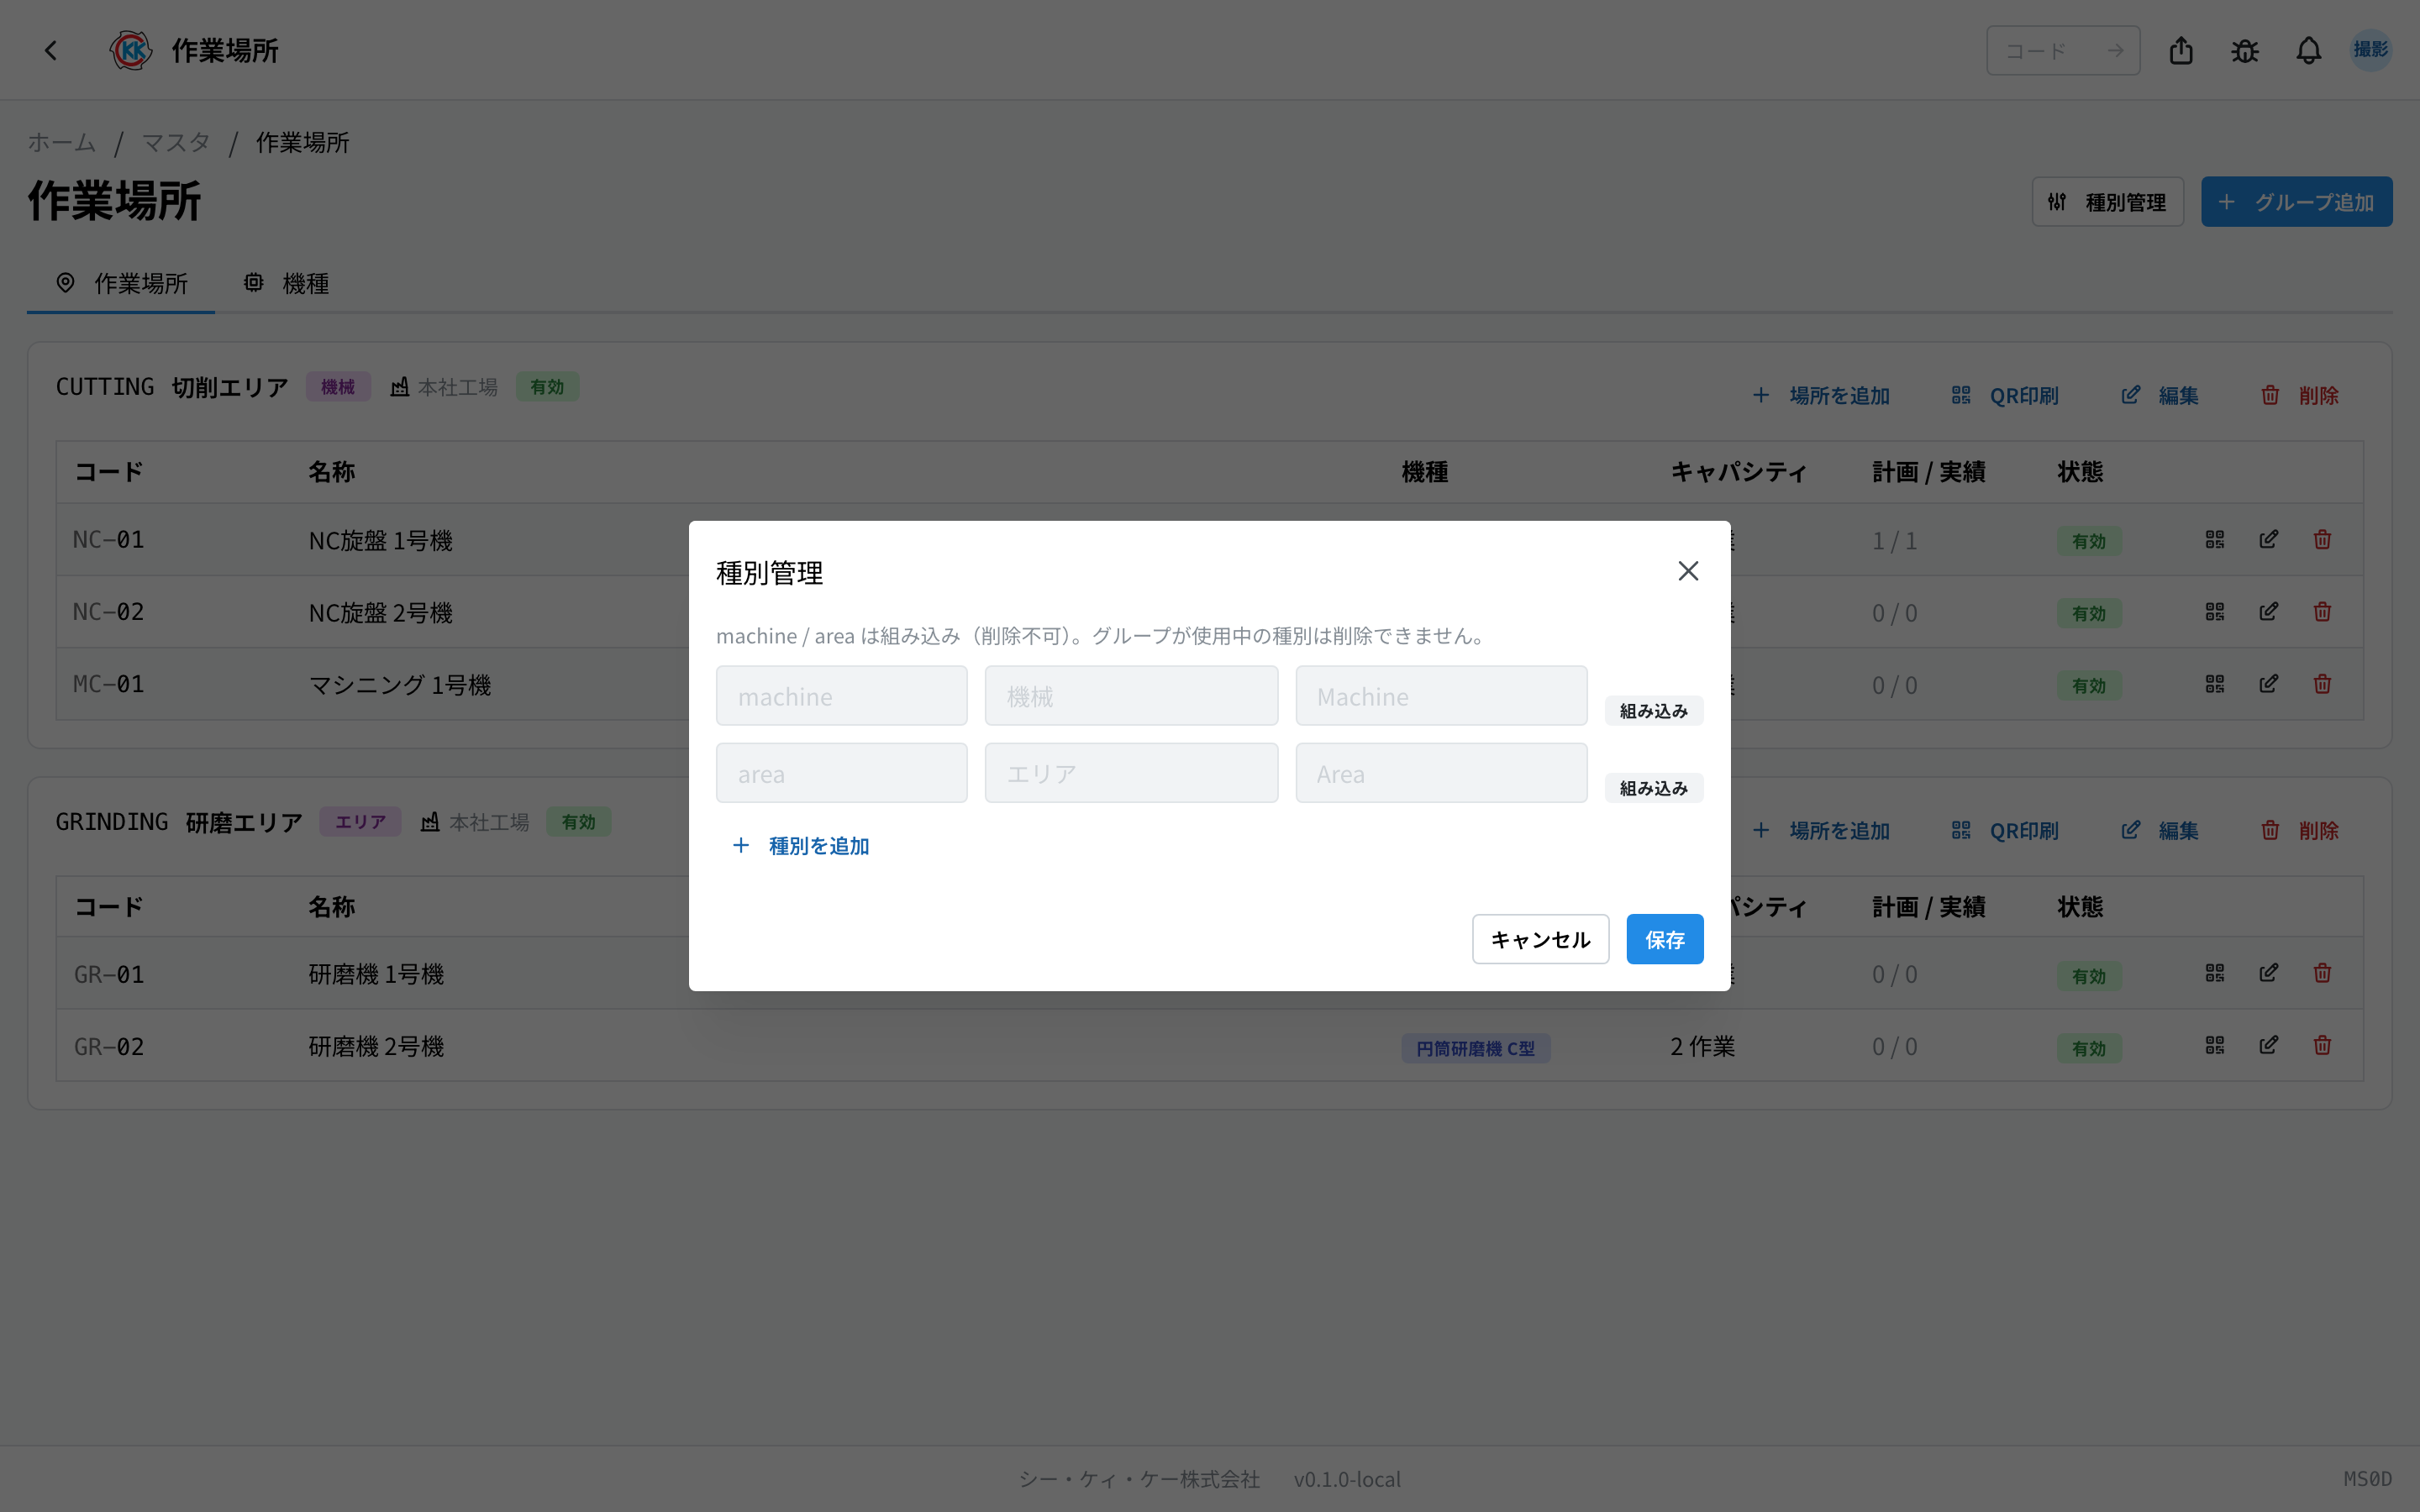 作業場所
コード
撮影
ホーム / マスタ / 作業場所
作業場所
種別管理
グループ追加
作業場所
機種
CUTTING 切削エリア 機械 本社工場 有効
場所を追加 QR印刷 編集 削除
コード 名称 機種 キャパシティ 計画 / 実績 状態
NC-01 NC旋盤 1号機 1 / 1 有効
NC-02 NC旋盤 2号機 0 / 0 有効
MC-01 マシニング 1号機 0 / 0 有効
種別管理
machine / area は組み込み（削除不可）。グループが使用中の種別は削除できません。
machine 機械 Machine 組み込み
area エリア Area 組み込み
種別を追加
キャンセル 保存
GRINDING 研磨エリア エリア 本社工場 有効
場所を追加 QR印刷 編集 削除
コード 名称 パシティ 計画 / 実績 状態
GR-01 研磨機 1号機 0 / 0 有効
GR-02 研磨機 2号機 円筒研磨機 C型 2 作業 0 / 0 有効
シー・ケィ・ケー株式会社 v0.1.0-local
MS0D